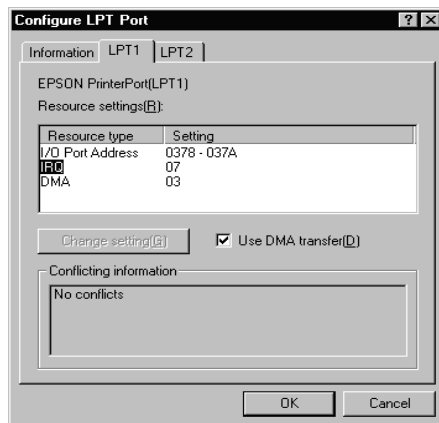 Configure LPT Port
Information LPT1 LPT2
EPSON PrinterPort(LPT1)
Resource settings(R):
Resource type Setting
I/O Port Address 0378 - 037A
IRQ 07
DMA 03
Change setting(G) Use DMA transfer(D)
Conflicting information
No conflicts
OK Cancel